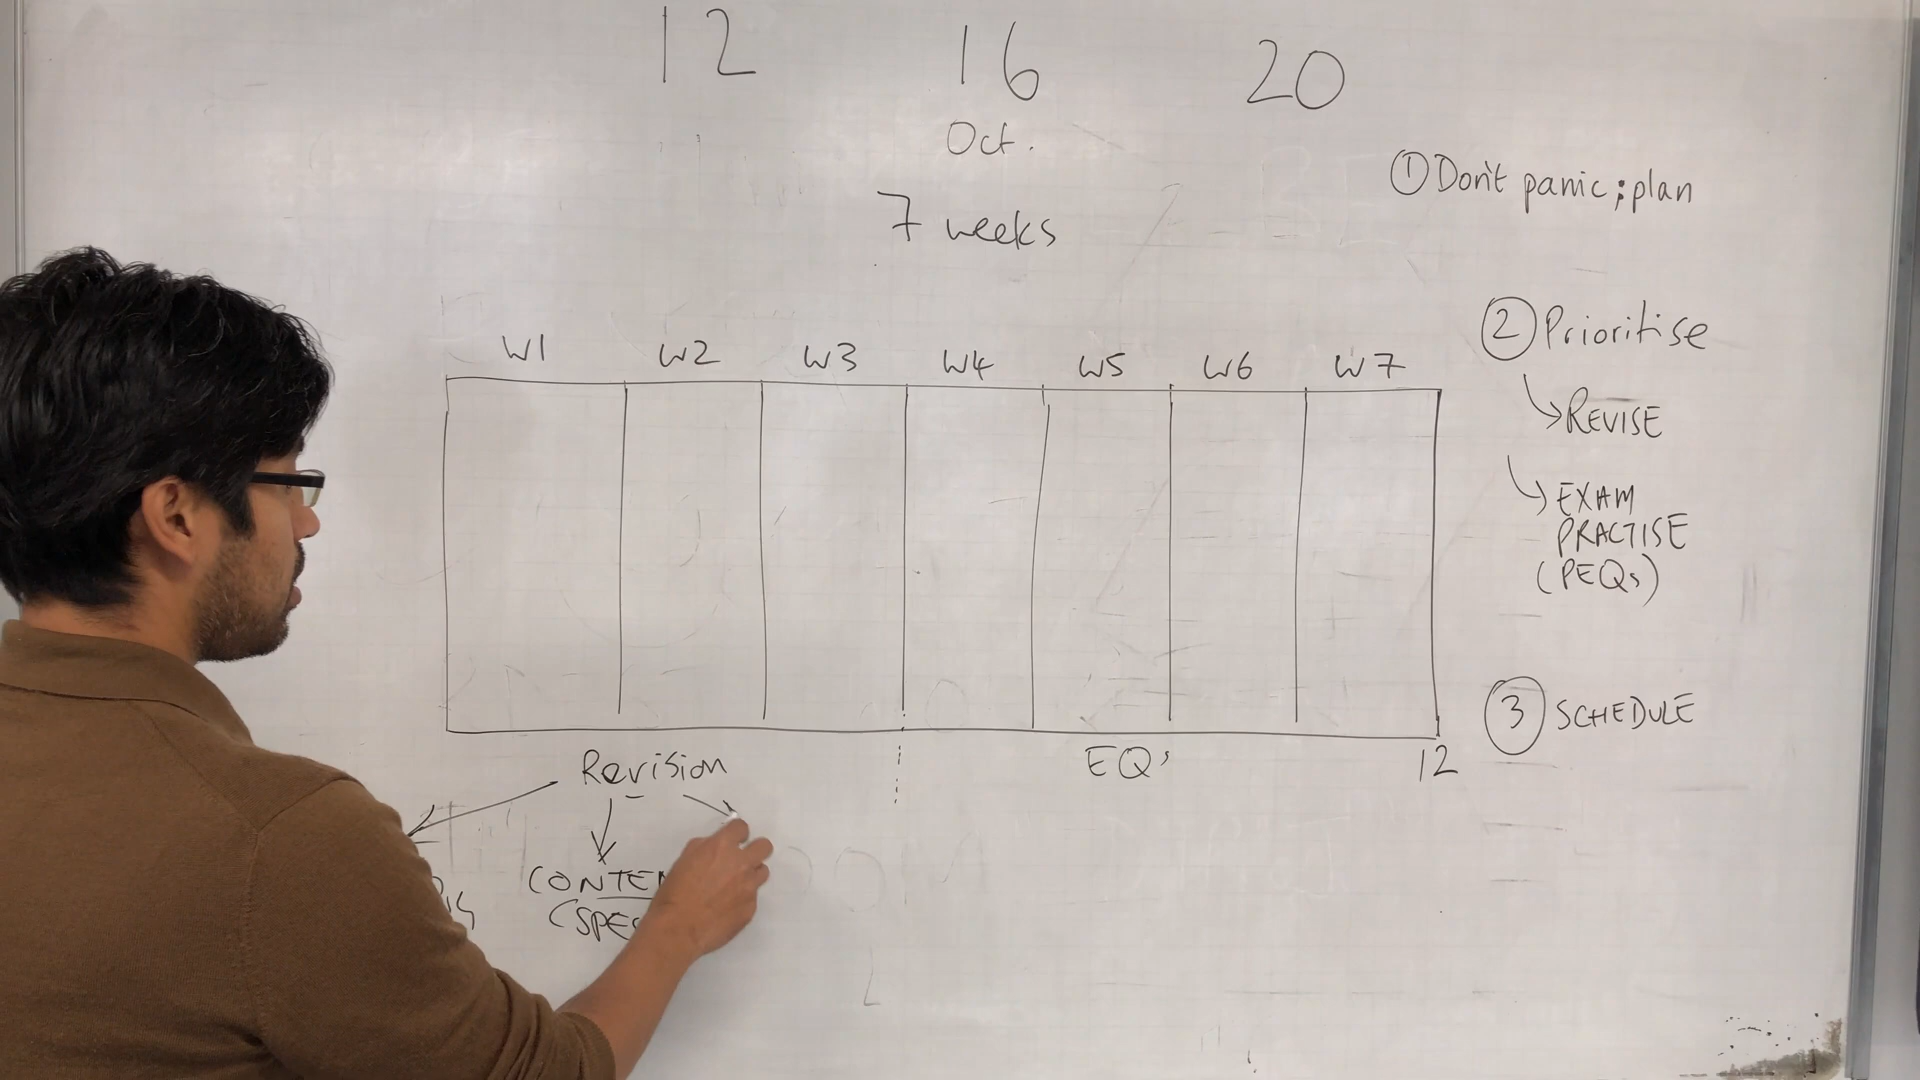 12 16 20
Oct.
7 weeks
① Don't panic; plan
W1 W2 W3 W4 W5 W6 W7
② Prioritise
REVISE
EXAM
PRACTISE
(PEQs)
③ SCHEDULE
Revision EQs 12